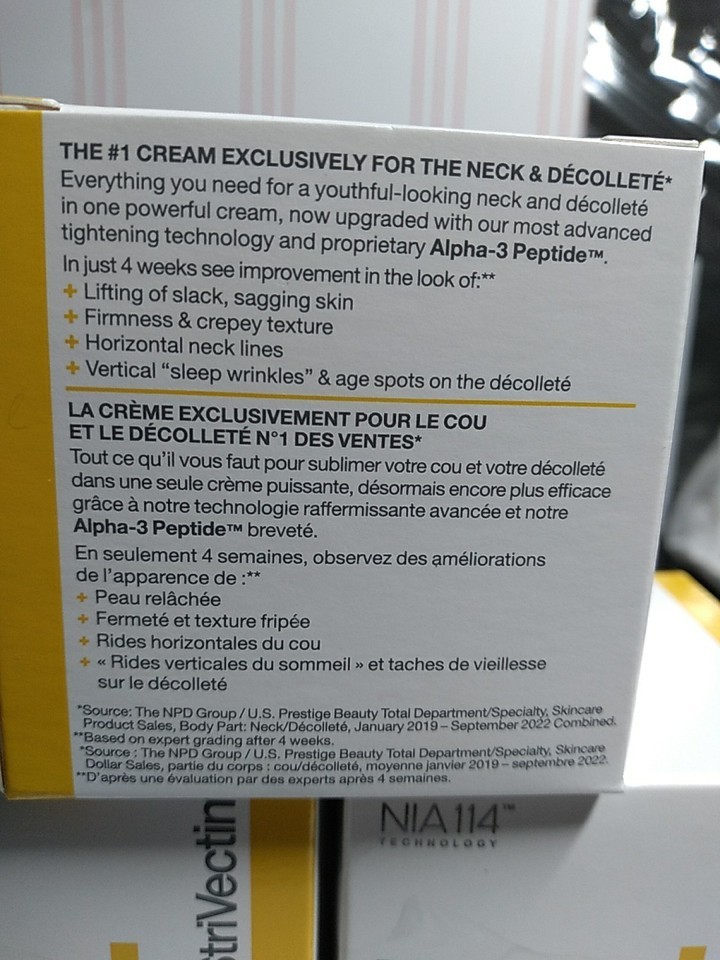 THE #1 CREAM EXCLUSIVELY FOR THE NECK & DÉCOLLETÉ*
Everything you need for a youthful-looking neck and décolleté
in one powerful cream, now upgraded with our most advanced
tightening technology and proprietary Alpha-3 Peptide™.
In just 4 weeks see improvement in the look of:**
+ Lifting of slack, sagging skin
+ Firmness & crepey texture
+ Horizontal neck lines
+ Vertical “sleep wrinkles” & age spots on the décolleté
LA CRÈME EXCLUSIVEMENT POUR LE COU
ET LE DÉCOLLETÉ N°1 DES VENTES*
Tout ce qu’il vous faut pour sublimer votre cou et votre décolleté
dans une seule crème puissante, désormais encore plus efficace
grâce à notre technologie raffermissante avancée et notre
Alpha-3 Peptide™ breveté.
En seulement 4 semaines, observez des améliorations
de l’apparence de :**
+ Peau relâchée
+ Fermeté et texture fripée
+ Rides horizontales du cou
+ « Rides verticales du sommeil » et taches de vieillesse
sur le décolleté
*Source: The NPD Group / U.S. Prestige Beauty Total Department/Specialty, Skincare
Product Sales, Body Part: Neck/Décolleté, January 2019 – September 2022 Combined.
**Based on expert grading after 4 weeks.
*Source : The NPD Group / U.S. Prestige Beauty Total Department/Specialty, Skincare
Dollar Sales, partie du corps : cou/décolleté, moyenne janvier 2019 – septembre 2022.
**D’après une évaluation par des experts après 4 semaines.
triVectin
NIA114™
TECHNOLOGY